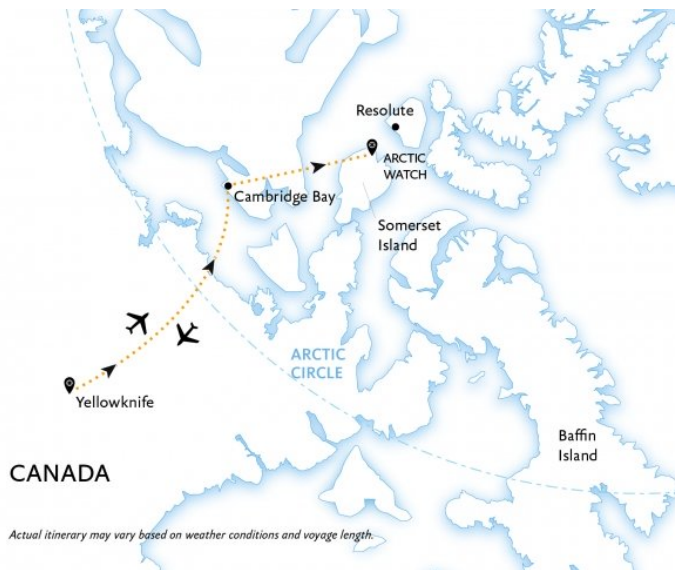 Resolute
ARCTIC
WATCH
Cambridge Bay
Somerset
Island
ARCTIC
CIRCLE
Yellowknife
Baffin
Island
CANADA
Actual itinerary may vary based on weather conditions and voyage length.